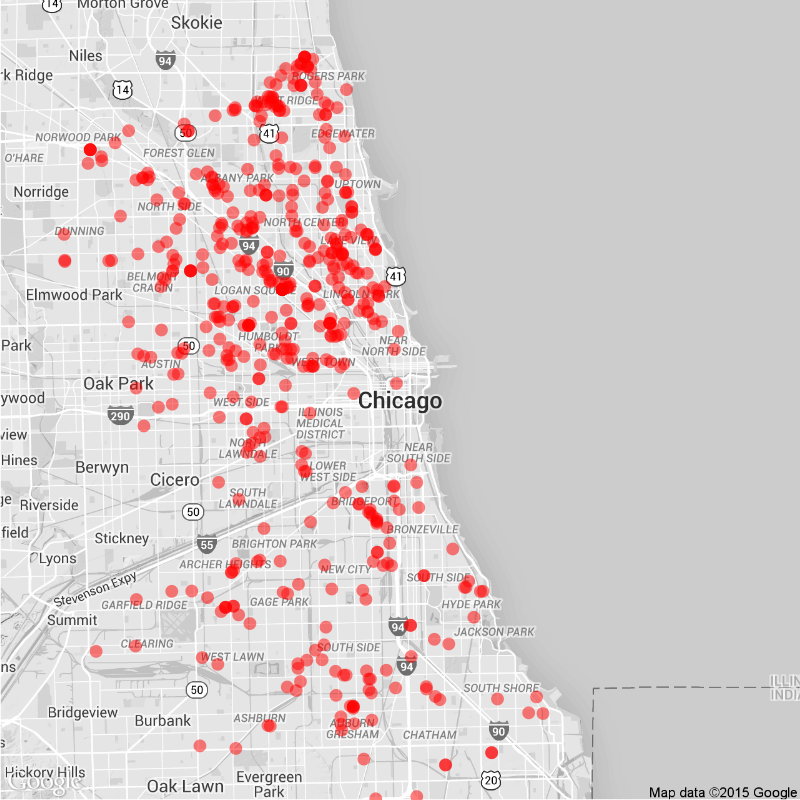 14
Morton Grove
Skokie
Niles
94
rk Ridge
ROGERS PARK
14
WEST RIDGE
NORWOOD PARK
50
41
EDGEWATER
O'HARE
FOREST GLEN
ALBANY PARK
Norridge
UPTOWN
NORTH SIDE
NORTH CENTER
DUNNING
94
LAKE VIEW
90
41
BELMONT
CRAGIN
Elmwood Park
LOGAN SQUARE
LINCOLN PARK
Park
50
HUMBOLDT
PARK
NEAR
NORTH SIDE
AUSTIN
WEST TOWN
Oak Park
ywood
WEST SIDE
Chicago
290
ILLINOIS
MEDICAL
DISTRICT
view
Hines
NORTH
LAWNDALE
NEAR
SOUTH SIDE
Berwyn
LOWER
WEST SIDE
Cicero
ge
Riverside
SOUTH
LAWNDALE
50
BRIDGEPORT
field
Stickney
BRONZEVILLE
55
BRIGHTON PARK
Lyons
ARCHER HEIGHTS
NEW CITY
SOUTH SIDE
Stevenson Expy
GARFIELD RIDGE
GAGE PARK
HYDE PARK
Summit
94
JACKSON PARK
CLEARING
SOUTH SIDE
WEST LAWN
94
ns
50
SOUTH SHORE
ILLIN
INDIA
Bridgeview
Burbank
ASHBURN
AUBURN
GRESHAM
CHATHAM
90
Hickory Hills
Google
Oak Lawn
Evergreen
Park
20
Map data ©2015 Google